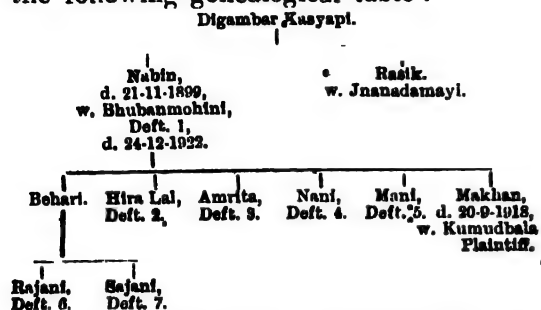 the following genealogical table :
Digambar Kasyapi.
Nabin, Rasik.
d. 21-11-1899, w. Jnanadamayi.
w. Bhubanmohini,
Deft. 1,
d. 24-12-1922.
Behari. Hira Lal, Amrita, Nani, Mani, Makhan,
Deft. 2, Deft. 3. Deft. 4. Deft. 5. d. 20-9-1918,
w. Kumudbala
Plaintiff.
Rajani, Sajani,
Deft. 6. Deft. 7.